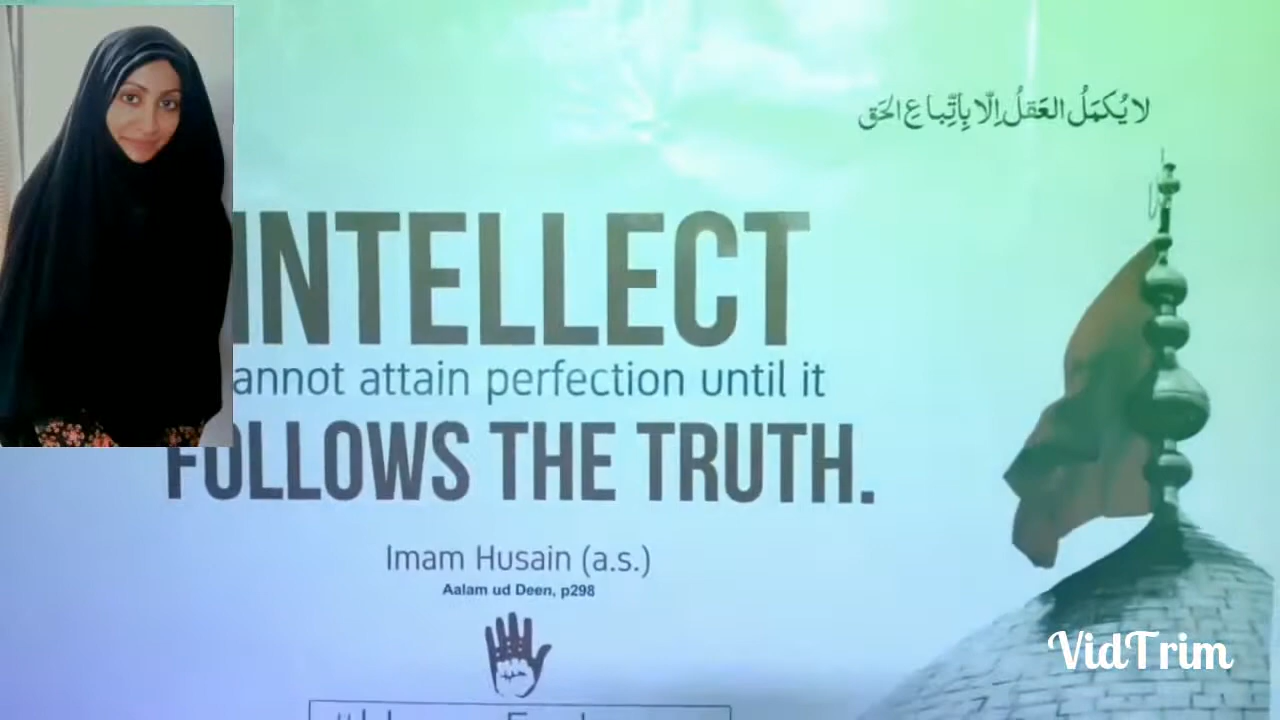 لا يُكمَلُ العَقلُ اِلّا بِاتِّباعِ الحَق
INTELLECT
annot attain perfection until it
FOLLOWS THE TRUTH.
Imam Husain (a.s.)
Aalam ud Deen, p298
VidTrim